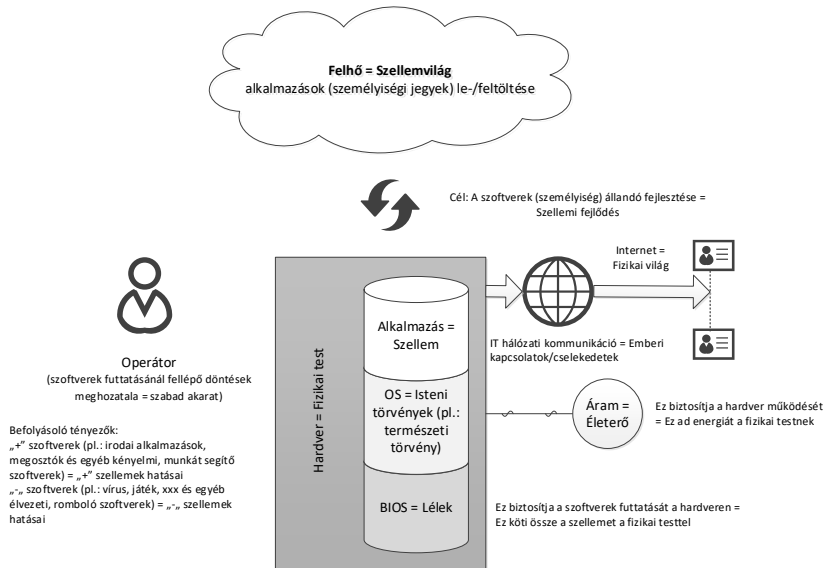 Felhő = Szellemvilág
alkalmazások (személyiségi jegyek) le-/feltöltése
Cél: A szoftverek (személyiség) állandó fejlesztése =
Szellemi fejlődés
Internet =
Fizikai világ
IT hálózati kommunikáció = Emberi
kapcsolatok/cselekedetek
Operátor
(szoftverek futtatásánál fellépő döntések
meghozatala = szabad akarat)
Befolyásoló tényezők:
„+” szoftverek (pl.: irodai alkalmazások,
megosztók és egyéb kényelmi, munkát segítő
szoftverek) = „+” szellemek hatásai
„-„ szoftverek (pl.: vírus, játék, xxx és egyéb
élvezeti, romboló szoftverek) = „-„ szellemek
hatásai
Hardver = Fizikai test
Alkalmazás =
Szellem
OS = Isteni
törvények (pl.:
természeti
törvény)
BIOS = Lélek
Áram =
Életerő
Ez biztosítja a hardver működését
= Ez ad energiát a fizikai testnek
Ez biztosítja a szoftverek futtatását a hardveren =
Ez köti össze a szellemet a fizikai testtel